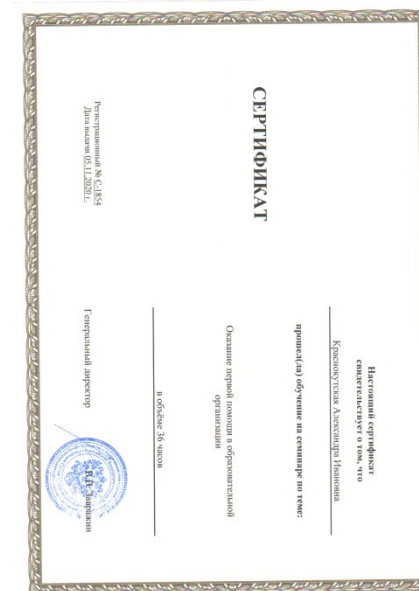 СЕРТИФИКАТ
Регистрационный № С-1854
Дата выдачи 05.11.2020 г.
Настоящий сертификат
свидетельствует о том, что
Краснокутская Александра Ивановна
прошел(ла) обучение на семинаре по теме:
Оказание первой помощи в образовательной
организации
в объёме 36 часов
Генеральный директор